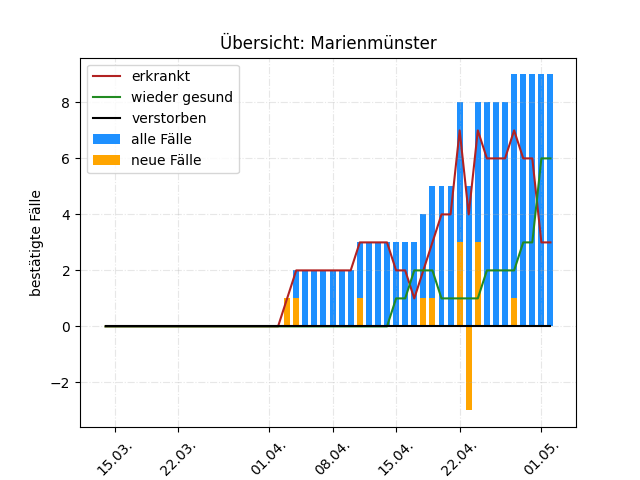 Übersicht: Marienmünster
erkrankt
wieder gesund
verstorben
alle Fälle
neue Fälle
bestätigte Fälle
8
6
4
2
0
−2
15.03.
22.03.
01.04.
08.04.
15.04.
22.04.
01.05.